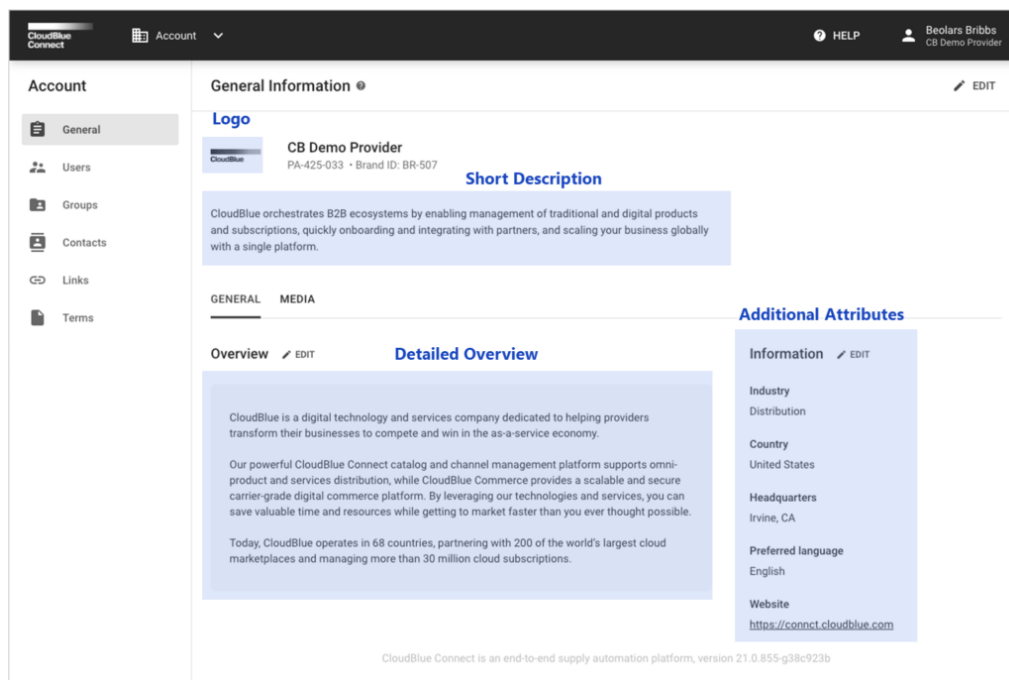 CloudBlue
Connect
Account
HELP
Beolars Bribbs
CB Demo Provider
Account
General
Users
Groups
Contacts
Links
Terms
General Information
EDIT
Logo
CloudBlue
CB Demo Provider
PA-425-033 • Brand ID: BR-507
Short Description
CloudBlue orchestrates B2B ecosystems by enabling management of traditional and digital products
and subscriptions, quickly onboarding and integrating with partners, and scaling your business globally
with a single platform.
GENERAL MEDIA
Overview EDIT
Detailed Overview
CloudBlue is a digital technology and services company dedicated to helping providers
transform their businesses to compete and win in the as-a-service economy.
Our powerful CloudBlue Connect catalog and channel management platform supports omni-
product and services distribution, while CloudBlue Commerce provides a scalable and secure
carrier-grade digital commerce platform. By leveraging our technologies and services, you can
save valuable time and resources while getting to market faster than you ever thought possible.
Today, CloudBlue operates in 68 countries, partnering with 200 of the world's largest cloud
marketplaces and managing more than 30 million cloud subscriptions.
Additional Attributes
Information EDIT
Industry
Distribution
Country
United States
Headquarters
Irvine, CA
Preferred language
English
Website
https://connct.cloudblue.com
CloudBlue Connect is an end-to-end supply automation platform, version 21.0.855-g38c923b